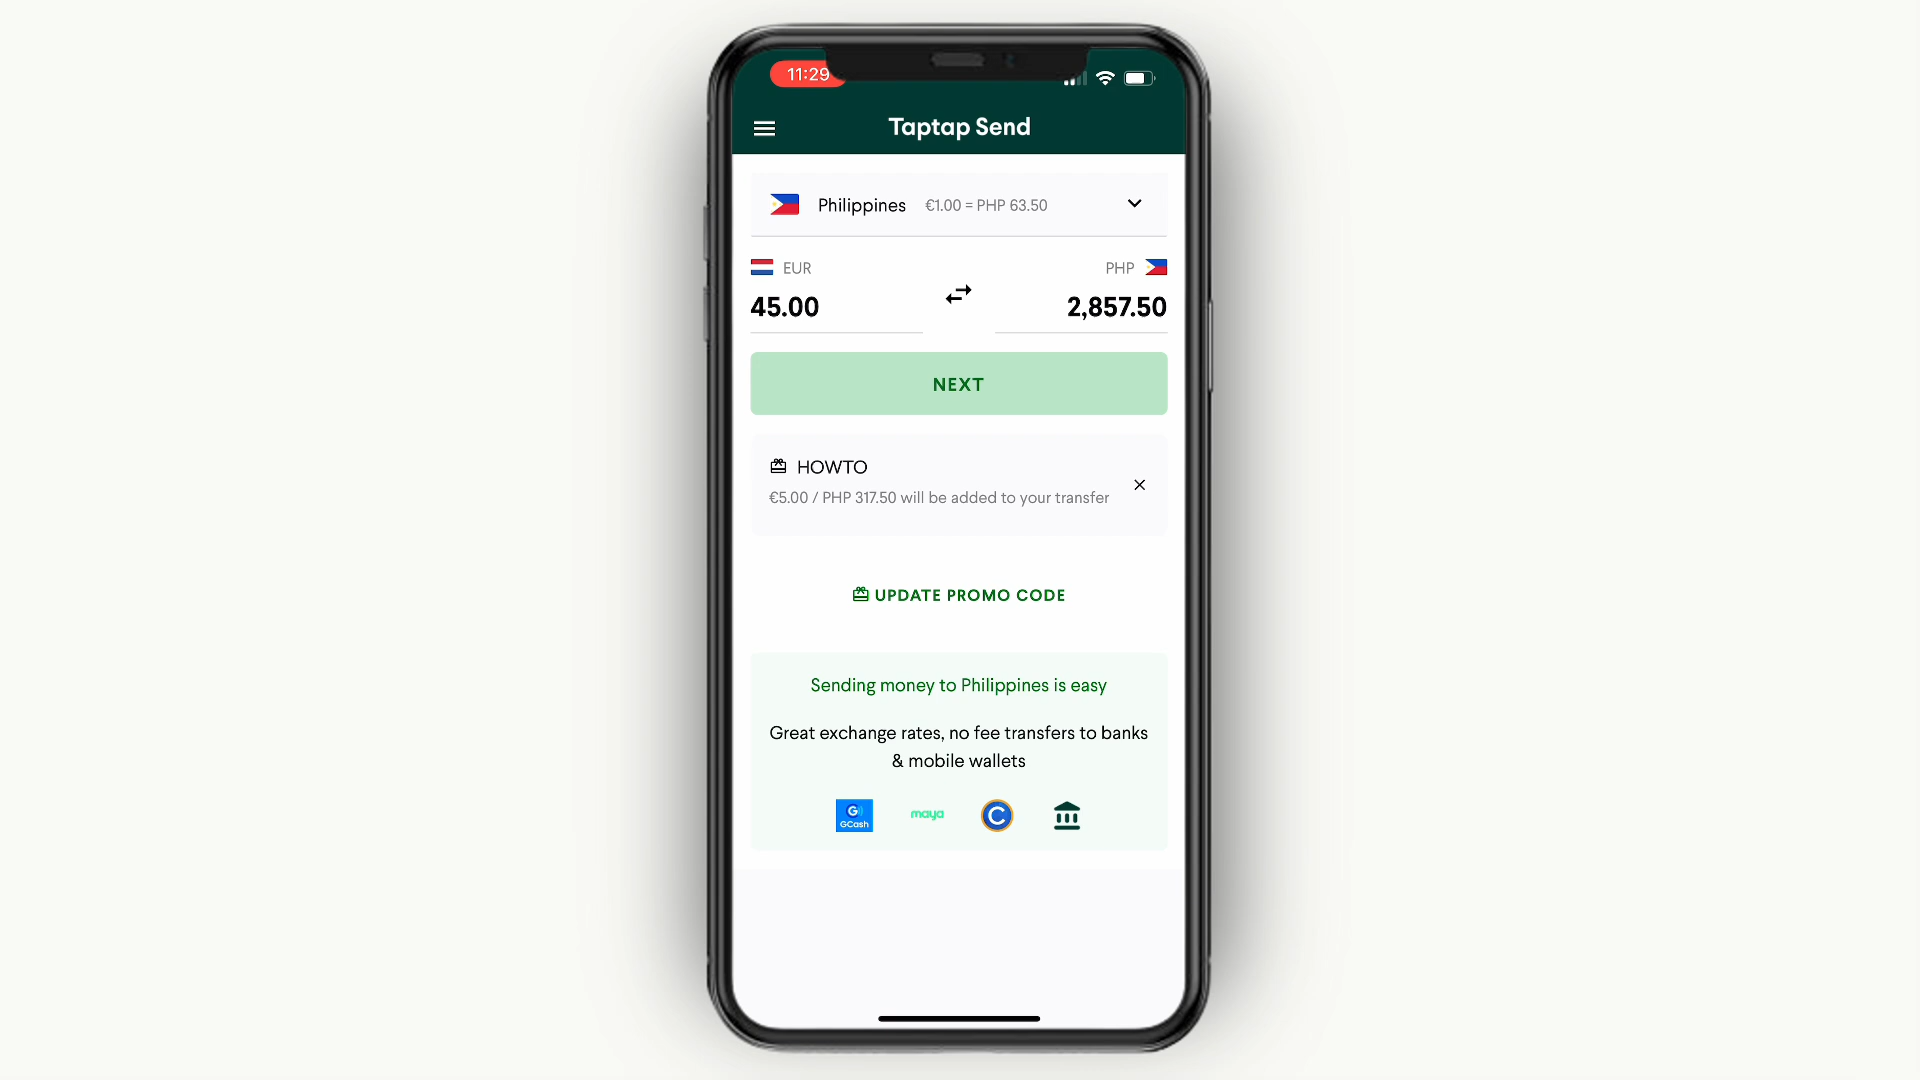 11:29
Taptap Send
Philippines €1.00 = PHP 63.50
EUR PHP
45.00 2,857.50
NEXT
HOWTO
€5.00 / PHP 317.50 will be added to your transfer
UPDATE PROMO CODE
Sending money to Philippines is easy
Great exchange rates, no fee transfers to banks
& mobile wallets
G GCash maya C